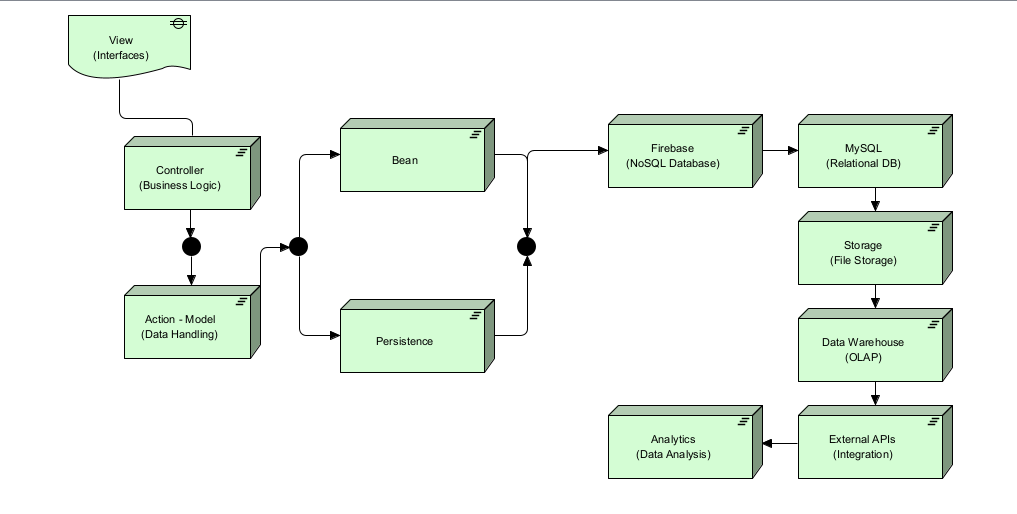 View
(Interfaces)
Controller
(Business Logic)
Action - Model
(Data Handling)
Bean
Persistence
Firebase
(NoSQL Database)
MySQL
(Relational DB)
Storage
(File Storage)
Data Warehouse
(OLAP)
External APIs
(Integration)
Analytics
(Data Analysis)